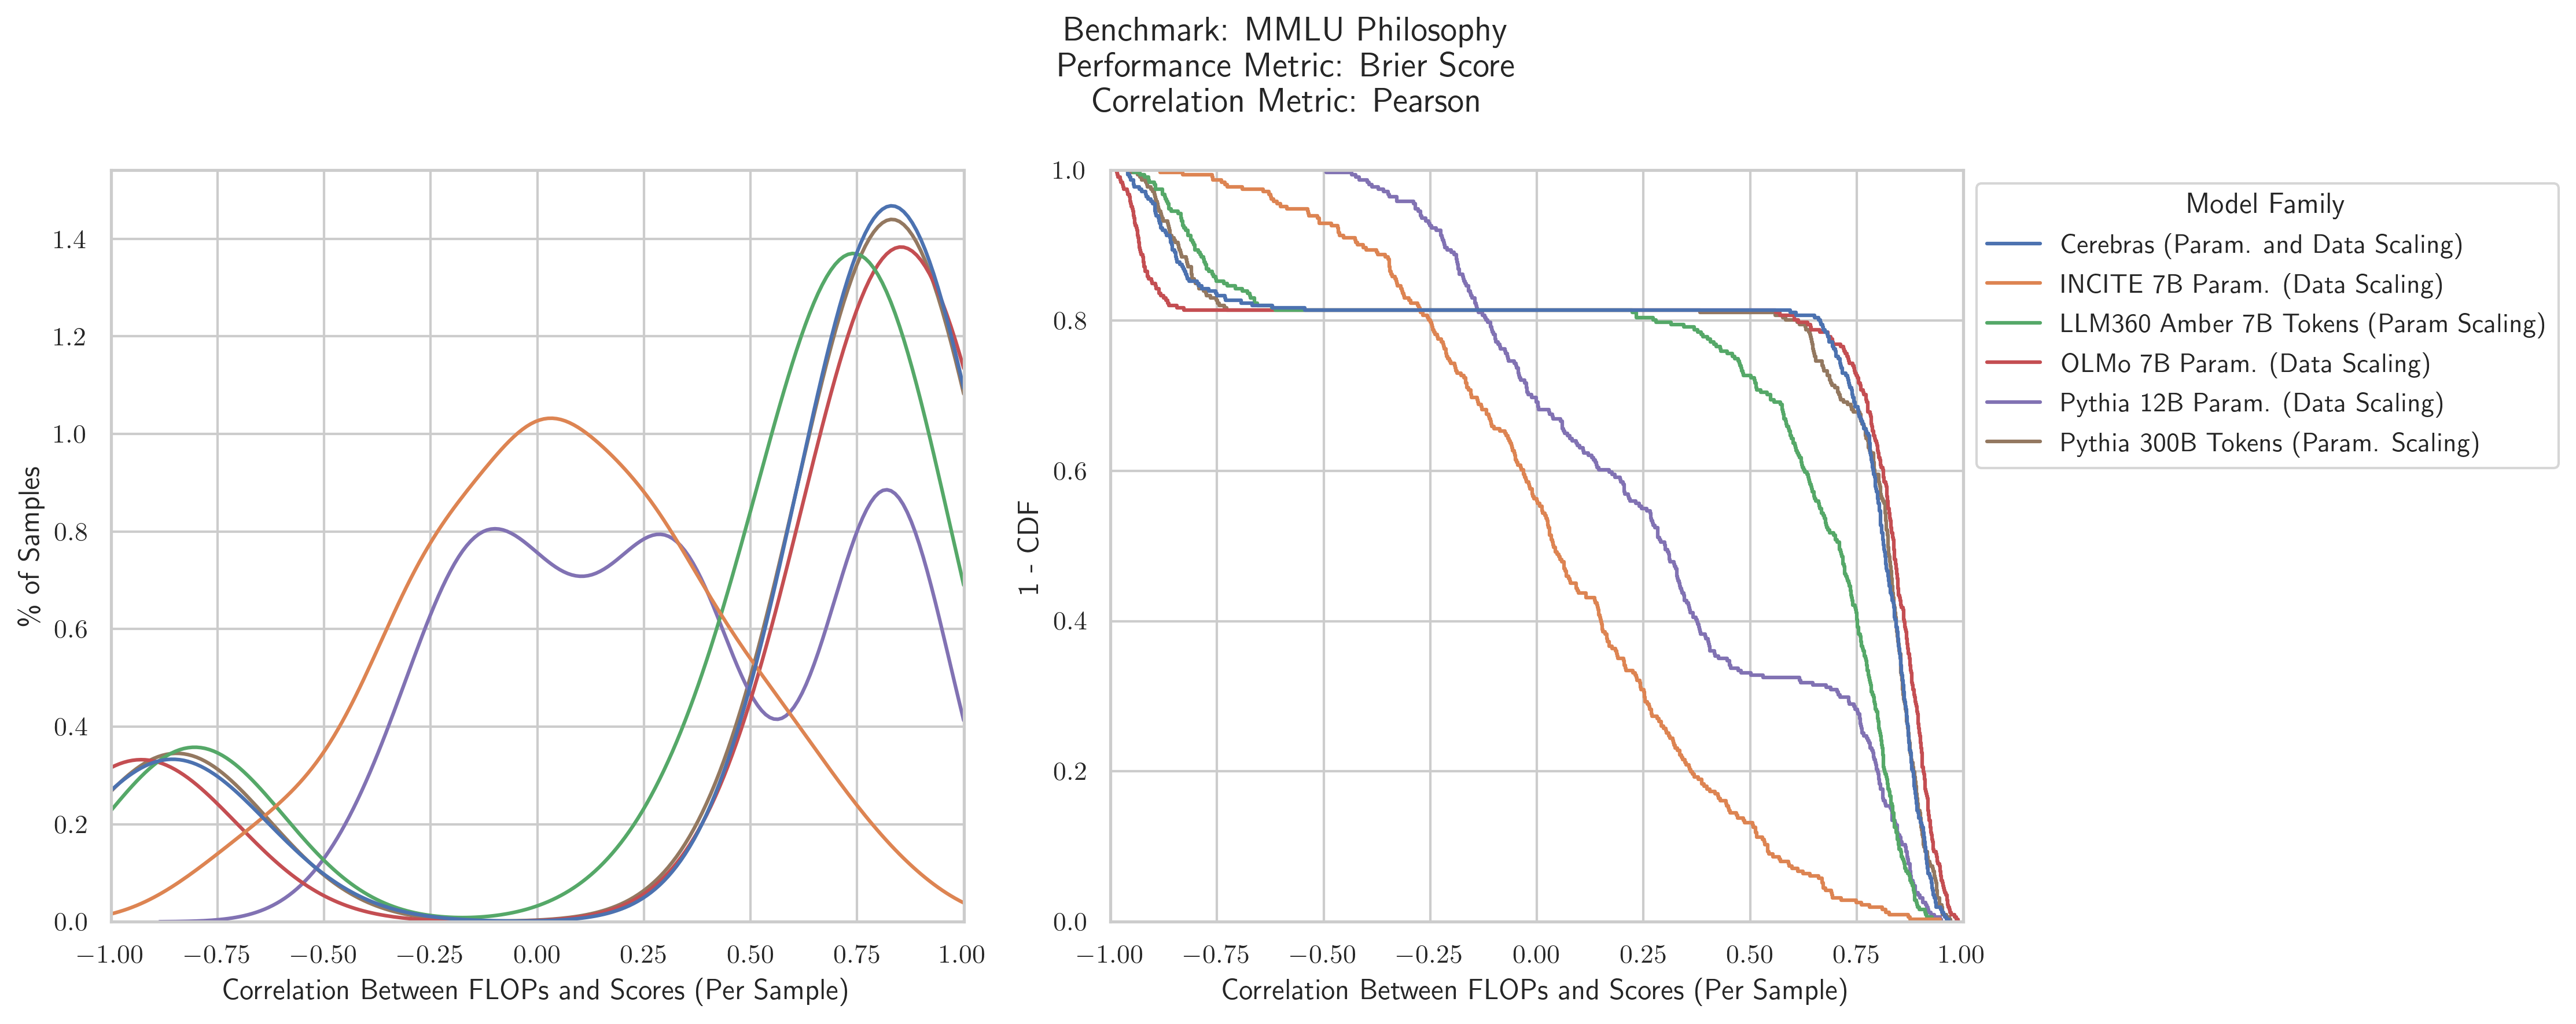 Benchmark: MMLU Philosophy
Performance Metric: Brier Score
Correlation Metric: Pearson
% of Samples
1.4
1.2
1.0
0.8
0.6
0.4
0.2
0.0
−1.00 −0.75 −0.50 −0.25 0.00 0.25 0.50 0.75 1.00
Correlation Between FLOPs and Scores (Per Sample)
1 - CDF
1.0
0.8
0.6
0.4
0.2
0.0
−1.00 −0.75 −0.50 −0.25 0.00 0.25 0.50 0.75 1.00
Correlation Between FLOPs and Scores (Per Sample)
Model Family
Cerebras (Param. and Data Scaling)
INCITE 7B Param. (Data Scaling)
LLM360 Amber 7B Tokens (Param Scaling)
OLMo 7B Param. (Data Scaling)
Pythia 12B Param. (Data Scaling)
Pythia 300B Tokens (Param. Scaling)